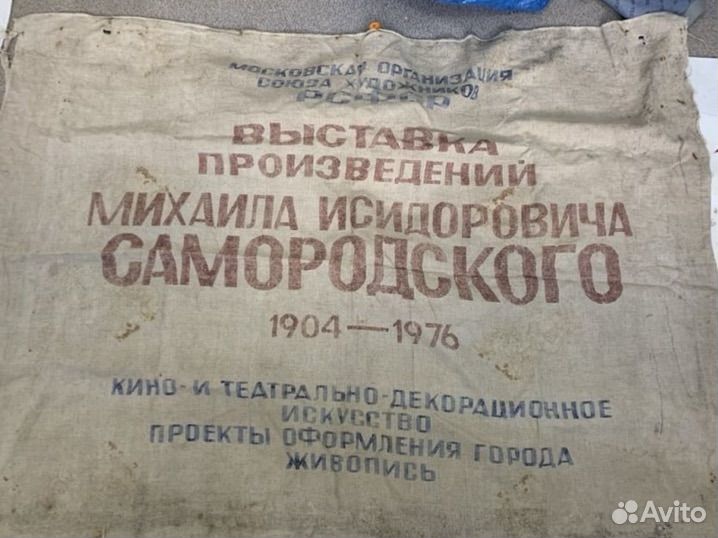 МОСКОВСКАЯ ОРГАНИЗАЦИЯ
СОЮЗА ХУДОЖНИКОВ
РСФСР
ВЫСТАВКА
ПРОИЗВЕДЕНИЙ
МИХАИЛА ИСИДОРОВИЧА
САМОРОДСКОГО
1904—1976
КИНО- И ТЕАТРАЛЬНО-ДЕКОРАЦИОННОЕ
ИСКУССТВО
ПРОЕКТЫ ОФОРМЛЕНИЯ ГОРОДА
ЖИВОПИСЬ
Avito